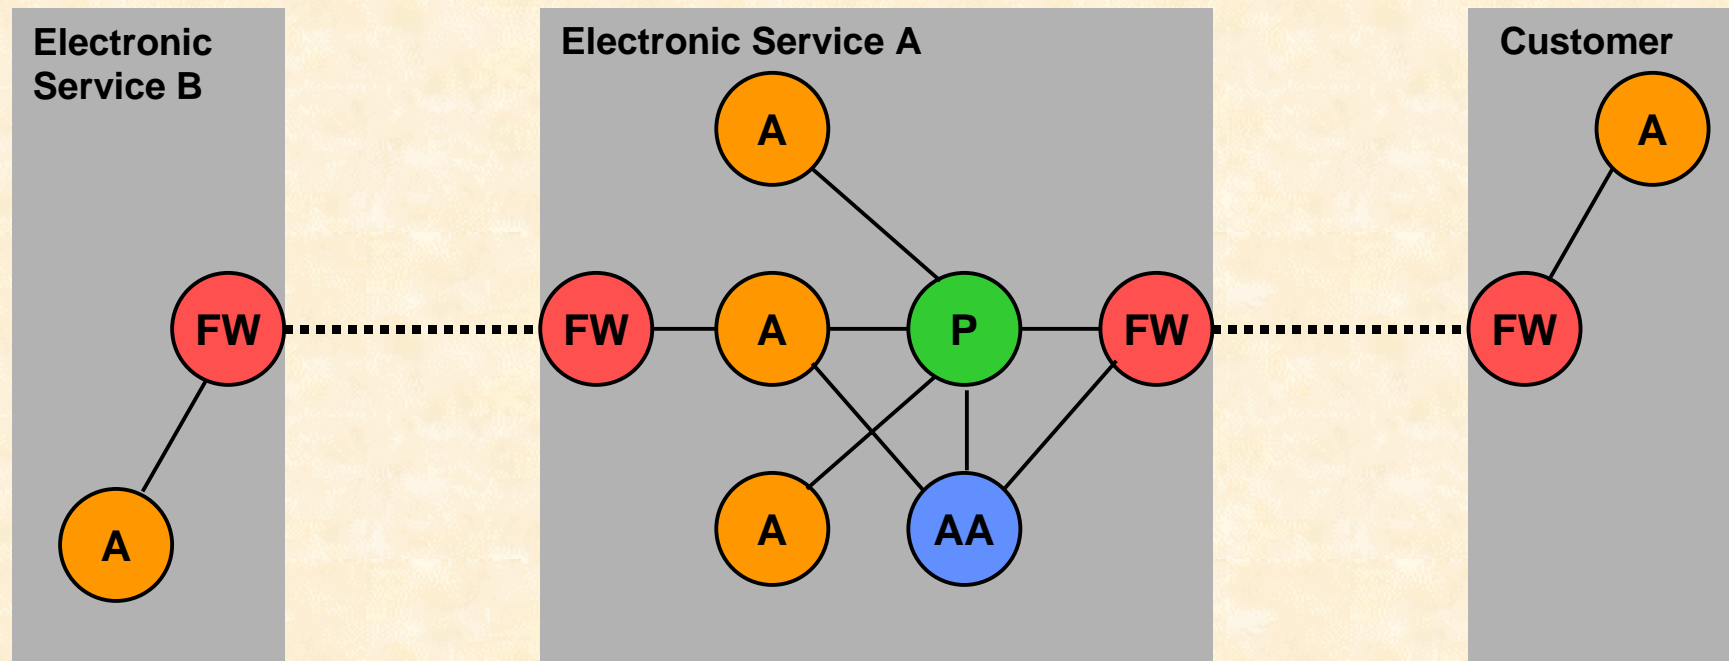 Electronic
Service B
Electronic Service A
Customer
A
A
FW
FW
A
P
FW
FW
A
A
AA